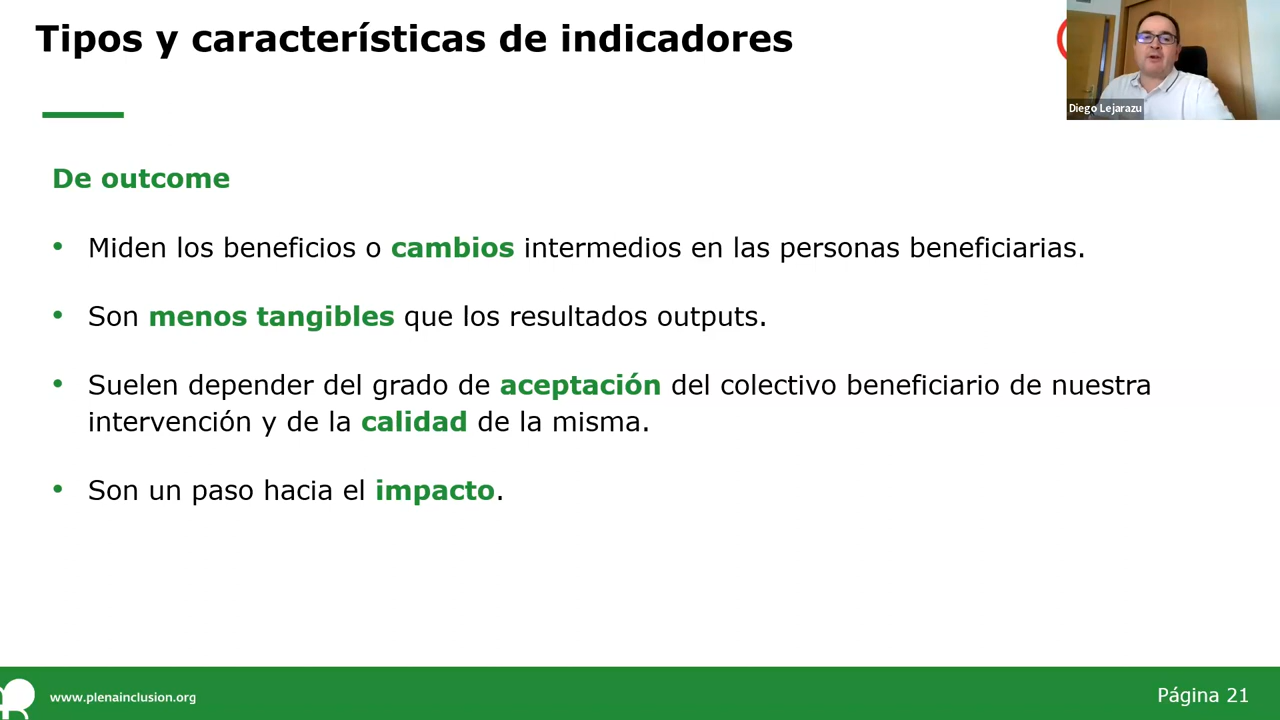 Tipos y características de indicadores
Diego Lejarazu
De outcome
• Miden los beneficios o cambios intermedios en las personas beneficiarias.
• Son menos tangibles que los resultados outputs.
• Suelen depender del grado de aceptación del colectivo beneficiario de nuestra
intervención y de la calidad de la misma.
• Son un paso hacia el impacto.
www.plenainclusion.org
Página 21